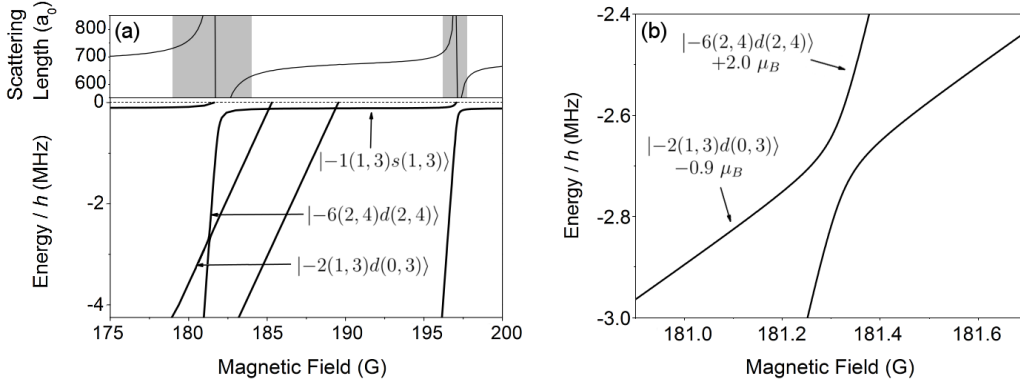 (a)
Scattering
Length (a₀)
800
700
600
0
-2
-4
Energy / h (MHz)
|−1(1,3)s(1,3)⟩
|−6(2,4)d(2,4)⟩
|−2(1,3)d(0,3)⟩
175 180 185 190 195 200
Magnetic Field (G)
(b)
-2.4
-2.6
-2.8
-3.0
Energy / h (MHz)
|−6(2,4)d(2,4)⟩
+2.0 μ_B
|−2(1,3)d(0,3)⟩
−0.9 μ_B
181.0 181.2 181.4 181.6
Magnetic Field (G)